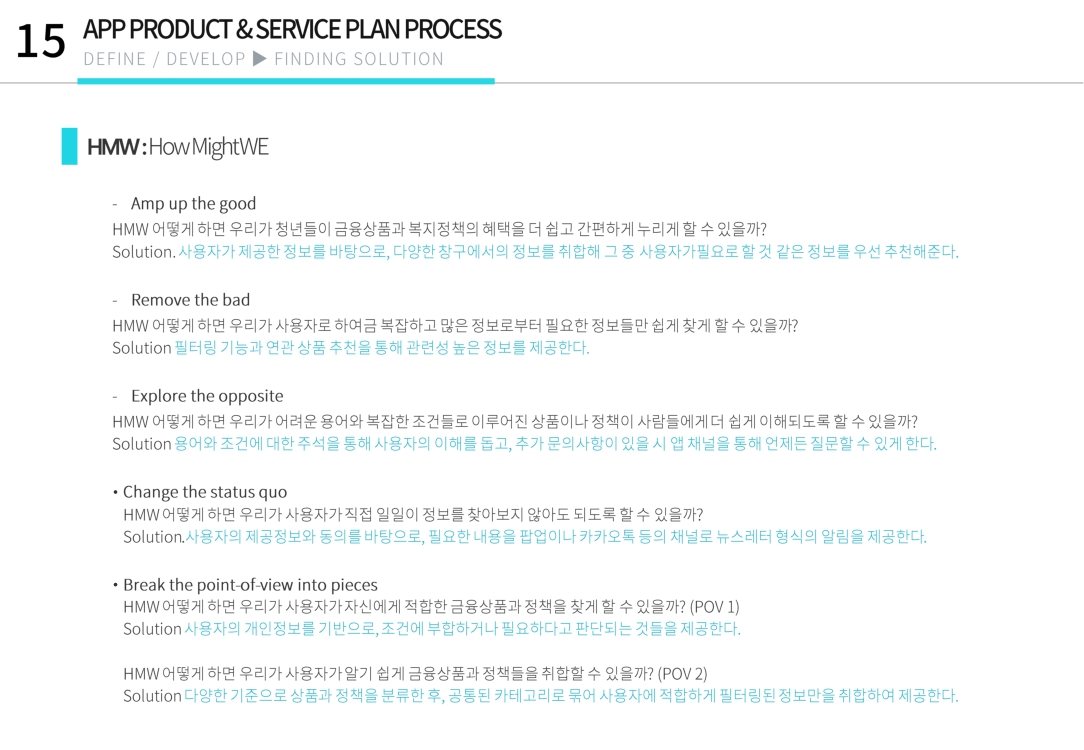 15
APP PRODUCT & SERVICE PLAN PROCESS
DEFINE / DEVELOP ▶ FINDING SOLUTION
HMW : How Might WE
- Amp up the good
HMW 어떻게 하면 우리가 청년들이 금융상품과 복지정책의 혜택을 더 쉽고 간편하게 누리게 할 수 있을까?
Solution. 사용자가 제공한 정보를 바탕으로, 다양한 창구에서의 정보를 취합해 그 중 사용자가필요로 할 것 같은 정보를 우선 추천해준다.
- Remove the bad
HMW 어떻게 하면 우리가 사용자로 하여금 복잡하고 많은 정보로부터 필요한 정보들만 쉽게 찾게 할 수 있을까?
Solution 필터링 기능과 연관 상품 추천을 통해 관련성 높은 정보를 제공한다.
- Explore the opposite
HMW 어떻게 하면 우리가 어려운 용어와 복잡한 조건들로 이루어진 상품이나 정책이 사람들에게 더 쉽게 이해되도록 할 수 있을까?
Solution 용어와 조건에 대한 주석을 통해 사용자의 이해를 돕고, 추가 문의사항이 있을 시 앱 채널을 통해 언제든 질문할 수 있게 한다.
• Change the status quo
HMW 어떻게 하면 우리가 사용자가 직접 일일이 정보를 찾아보지 않아도 되도록 할 수 있을까?
Solution.사용자의 제공정보와 동의를 바탕으로, 필요한 내용을 팝업이나 카카오톡 등의 채널로 뉴스레터 형식의 알림을 제공한다.
• Break the point-of-view into pieces
HMW 어떻게 하면 우리가 사용자가 자신에게 적합한 금융상품과 정책을 찾게 할 수 있을까? (POV 1)
Solution 사용자의 개인정보를 기반으로, 조건에 부합하거나 필요하다고 판단되는 것들을 제공한다.
HMW 어떻게 하면 우리가 사용자가 알기 쉽게 금융상품과 정책들을 취합할 수 있을까? (POV 2)
Solution 다양한 기준으로 상품과 정책을 분류한 후, 공통된 카테고리로 묶어 사용자에 적합하게 필터링된 정보만을 취합하여 제공한다.